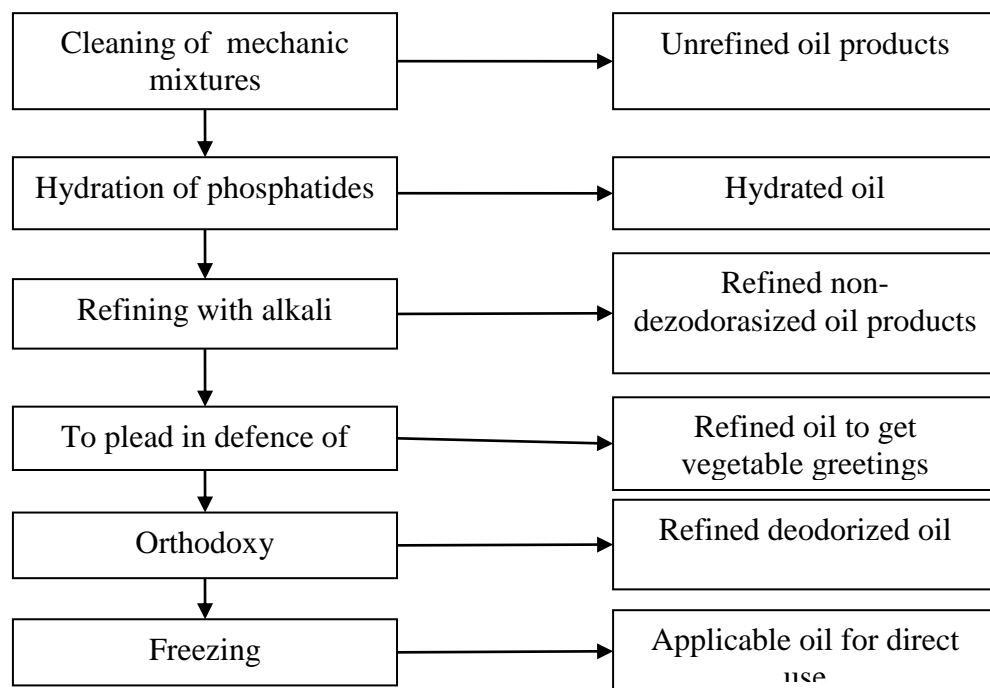 Cleaning of mechanic
mixtures
Unrefined oil products
Hydration of phosphatides
Hydrated oil
Refining with alkali
Refined non-
dezodorasized oil products
To plead in defence of
Refined oil to get
vegetable greetings
Orthodoxy
Refined deodorized oil
Freezing
Applicable oil for direct
use